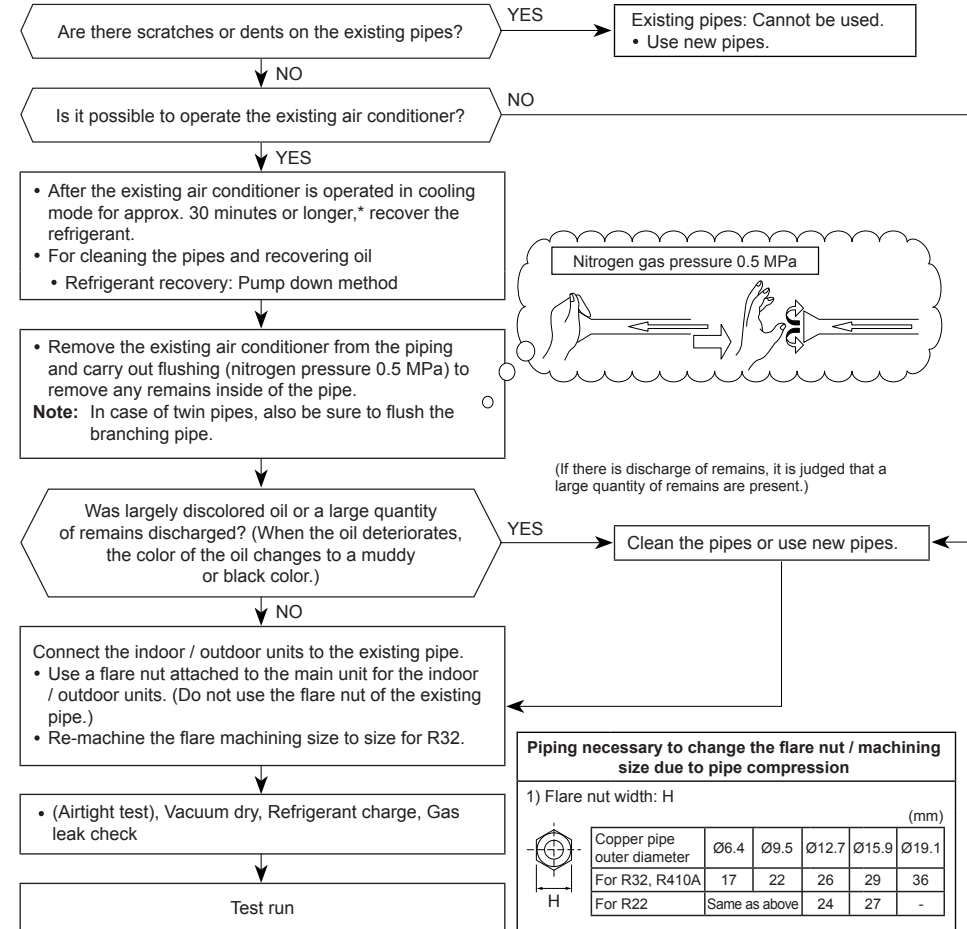 Are there scratches or dents on the existing pipes?
YES
Existing pipes: Cannot be used.
• Use new pipes.
NO
Is it possible to operate the existing air conditioner?
NO
YES
• After the existing air conditioner is operated in cooling
mode for approx. 30 minutes or longer,* recover the
refrigerant.
• For cleaning the pipes and recovering oil
• Refrigerant recovery: Pump down method
Nitrogen gas pressure 0.5 MPa
• Remove the existing air conditioner from the piping
and carry out flushing (nitrogen pressure 0.5 MPa) to
remove any remains inside of the pipe.
Note: In case of twin pipes, also be sure to flush the
branching pipe.
(If there is discharge of remains, it is judged that a
large quantity of remains are present.)
Was largely discolored oil or a large quantity
of remains discharged? (When the oil deteriorates,
the color of the oil changes to a muddy
or black color.)
YES
Clean the pipes or use new pipes.
NO
Connect the indoor / outdoor units to the existing pipe.
• Use a flare nut attached to the main unit for the indoor
/ outdoor units. (Do not use the flare nut of the existing
pipe.)
• Re-machine the flare machining size to size for R32.
• (Airtight test), Vacuum dry, Refrigerant charge, Gas
leak check
Test run
Piping necessary to change the flare nut / machining
size due to pipe compression
1) Flare nut width: H
(mm)
H
Copper pipe
outer diameter Ø6.4 Ø9.5 Ø12.7 Ø15.9 Ø19.1
For R32, R410A 17 22 26 29 36
For R22 Same as above 24 27 -